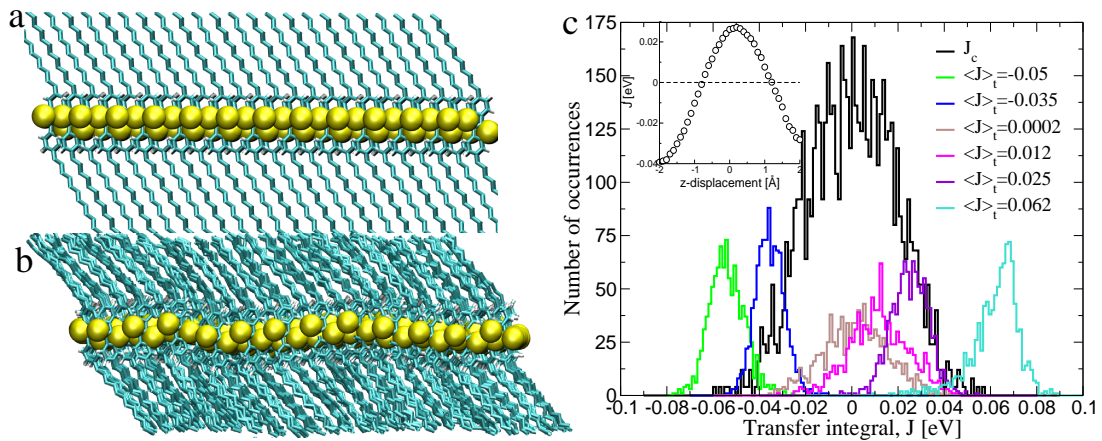 a
b
c
175
150
125
100
75
50
25
0
Number of occurrences
-0.1
-0.08
-0.06
-0.04
-0.02
0
0.02
0.04
0.06
0.08
0.1
Transfer integral, J [eV]
J_c
<J>_t=-0.05
<J>_t=-0.035
<J>_t=0.0002
<J>_t=0.012
<J>_t=0.025
<J>_t=0.062
0.02
0
-0.02
-0.04
J [eV]
-2
-1
0
1
2
z-displacement [Å]